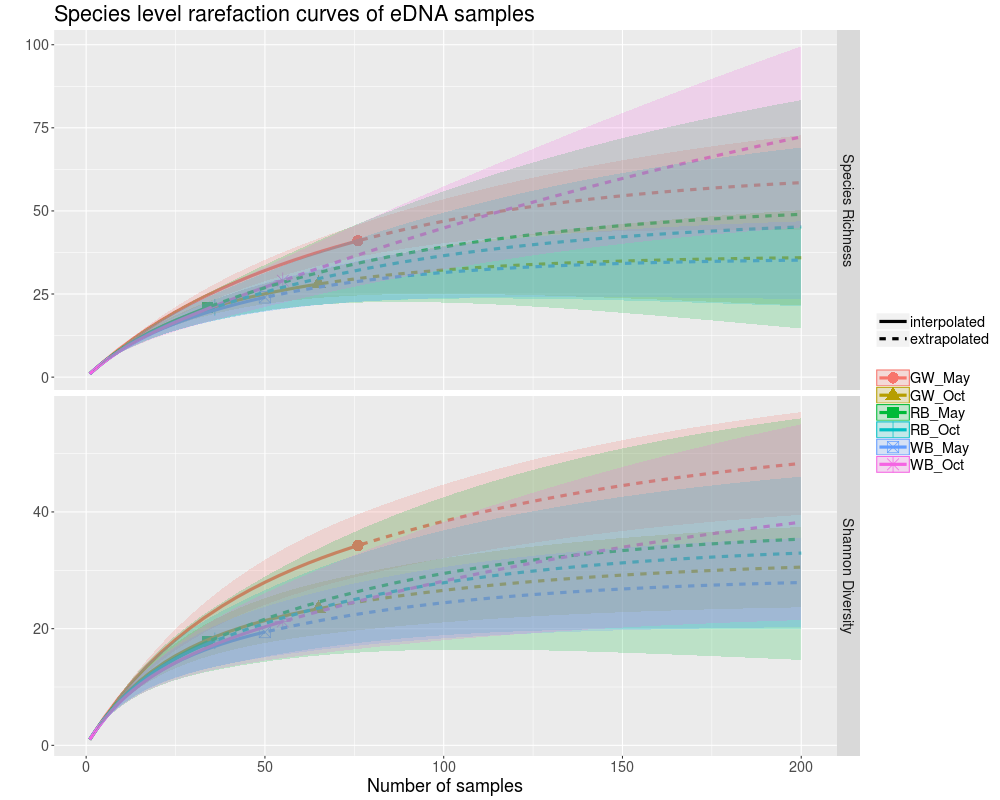 Species level rarefaction curves of eDNA samples
100
75
50
25
0
Species Richness
40
20
0
Shannon Diversity
0 50 100 150 200
Number of samples
interpolated
extrapolated
GW_May
GW_Oct
RB_May
RB_Oct
WB_May
WB_Oct